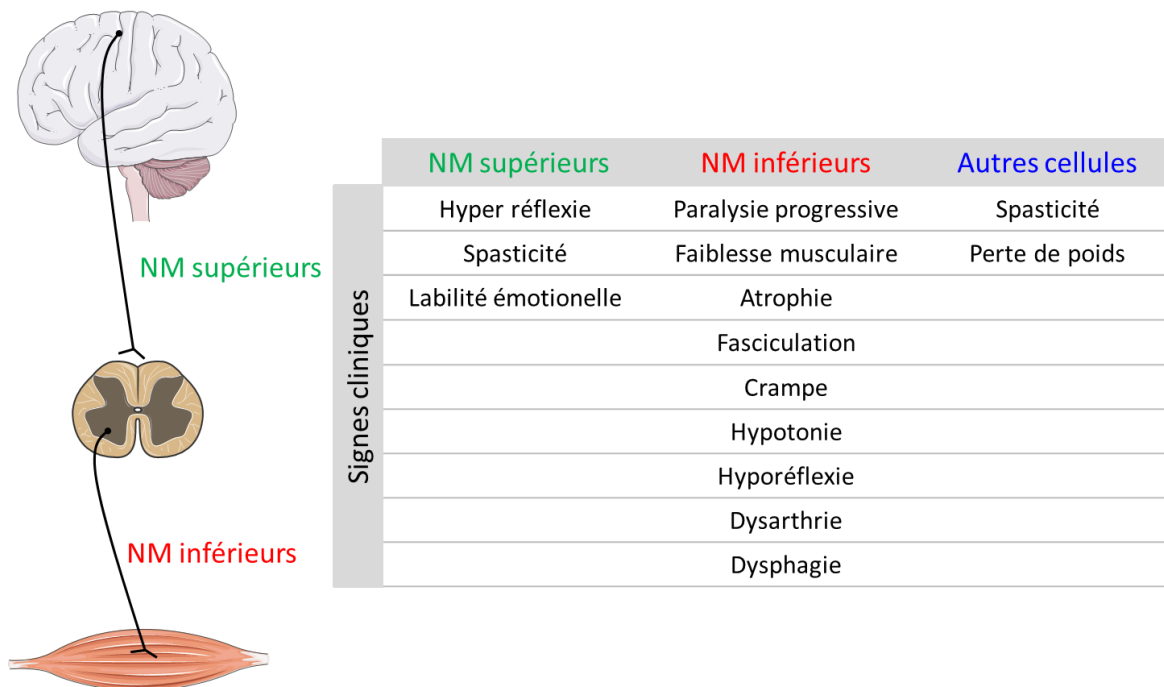 NM supérieurs
NM inférieurs
NM supérieurs NM inférieurs Autres cellules
Signes cliniques
Hyper réflexie Paralysie progressive Spasticité
Spasticité Faiblesse musculaire Perte de poids
Labilité émotionelle Atrophie
Fasciculation
Crampe
Hypotonie
Hyporéflexie
Dysarthrie
Dysphagie